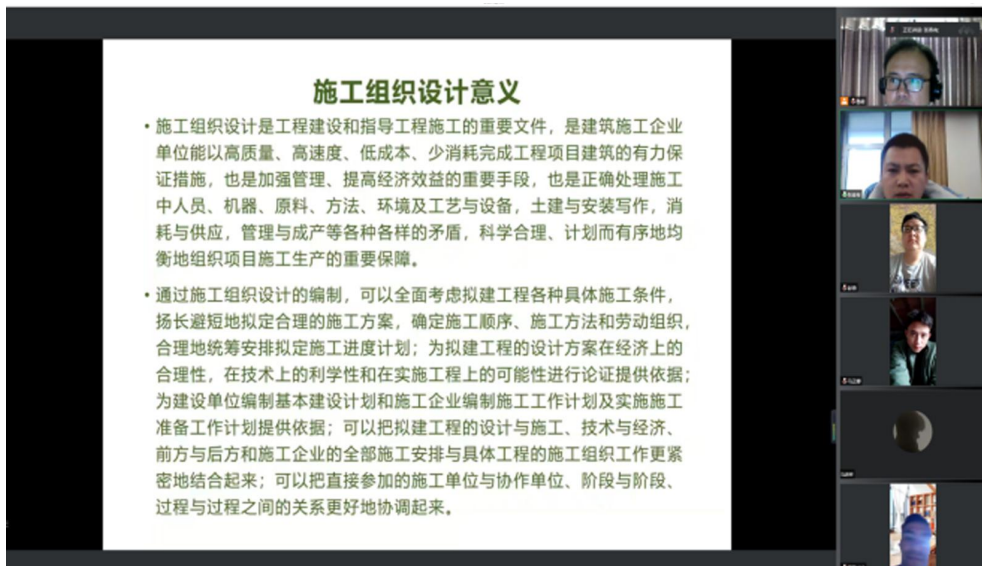 施工组织设计意义
• 施工组织设计是工程建设和指导工程施工的重要文件，是建筑施工企业
单位能以高质量、高速度、低成本、少消耗完成工程项目建筑的有力保
证措施，也是加强管理、提高经济效益的重要手段，也是正确处理施工
中人员、机器、原料、方法、环境及工艺与设备，土建与安装写作，消
耗与供应，管理与成产等各种各样的矛盾，科学合理、计划而有序地均
衡地组织项目施工生产的重要保障。
• 通过施工组织设计的编制，可以全面考虑拟建工程各种具体施工条件，
扬长避短地拟定合理的施工方案，确定施工顺序、施工方法和劳动组织，
合理地统筹安排拟定施工进度计划；为拟建工程的设计方案在经济上的
合理性，在技术上的利学性和在实施工程上的可能性进行论证提供依据；
为建设单位编制基本建设计划和施工企业编制施工工作计划及实施施工
准备工作计划提供依据；可以把拟建工程的设计与施工、技术与经济、
前方与后方和施工企业的全部施工安排与具体工程的施工组织工作更紧
密地结合起来；可以把直接参加的施工单位与协作单位、阶段与阶段、
过程与过程之间的关系更好地协调起来。